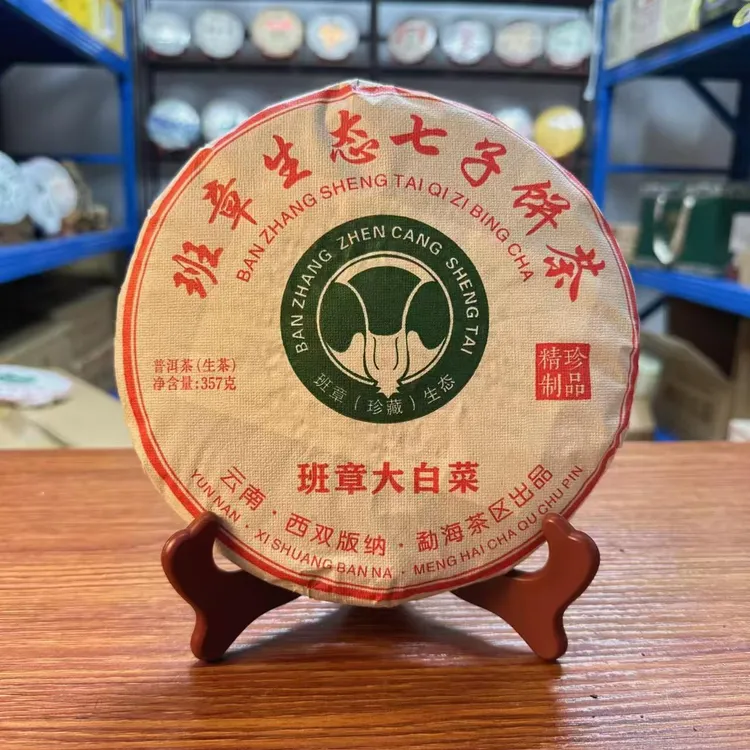 班章生态七子饼茶
BAN ZHANG SHENG TAI QI ZI BING CHA
BAN ZHANG ZHEN CANG SHENG TAI
班章（珍藏）生态
普洱茶(生茶)
净含量:357克
珍品
精制
班章大白菜
云南·西双版纳·勐海茶区出品
YUN NAN · XI SHUANG BAN NA · MENG HAI CHA QU CHU PIN